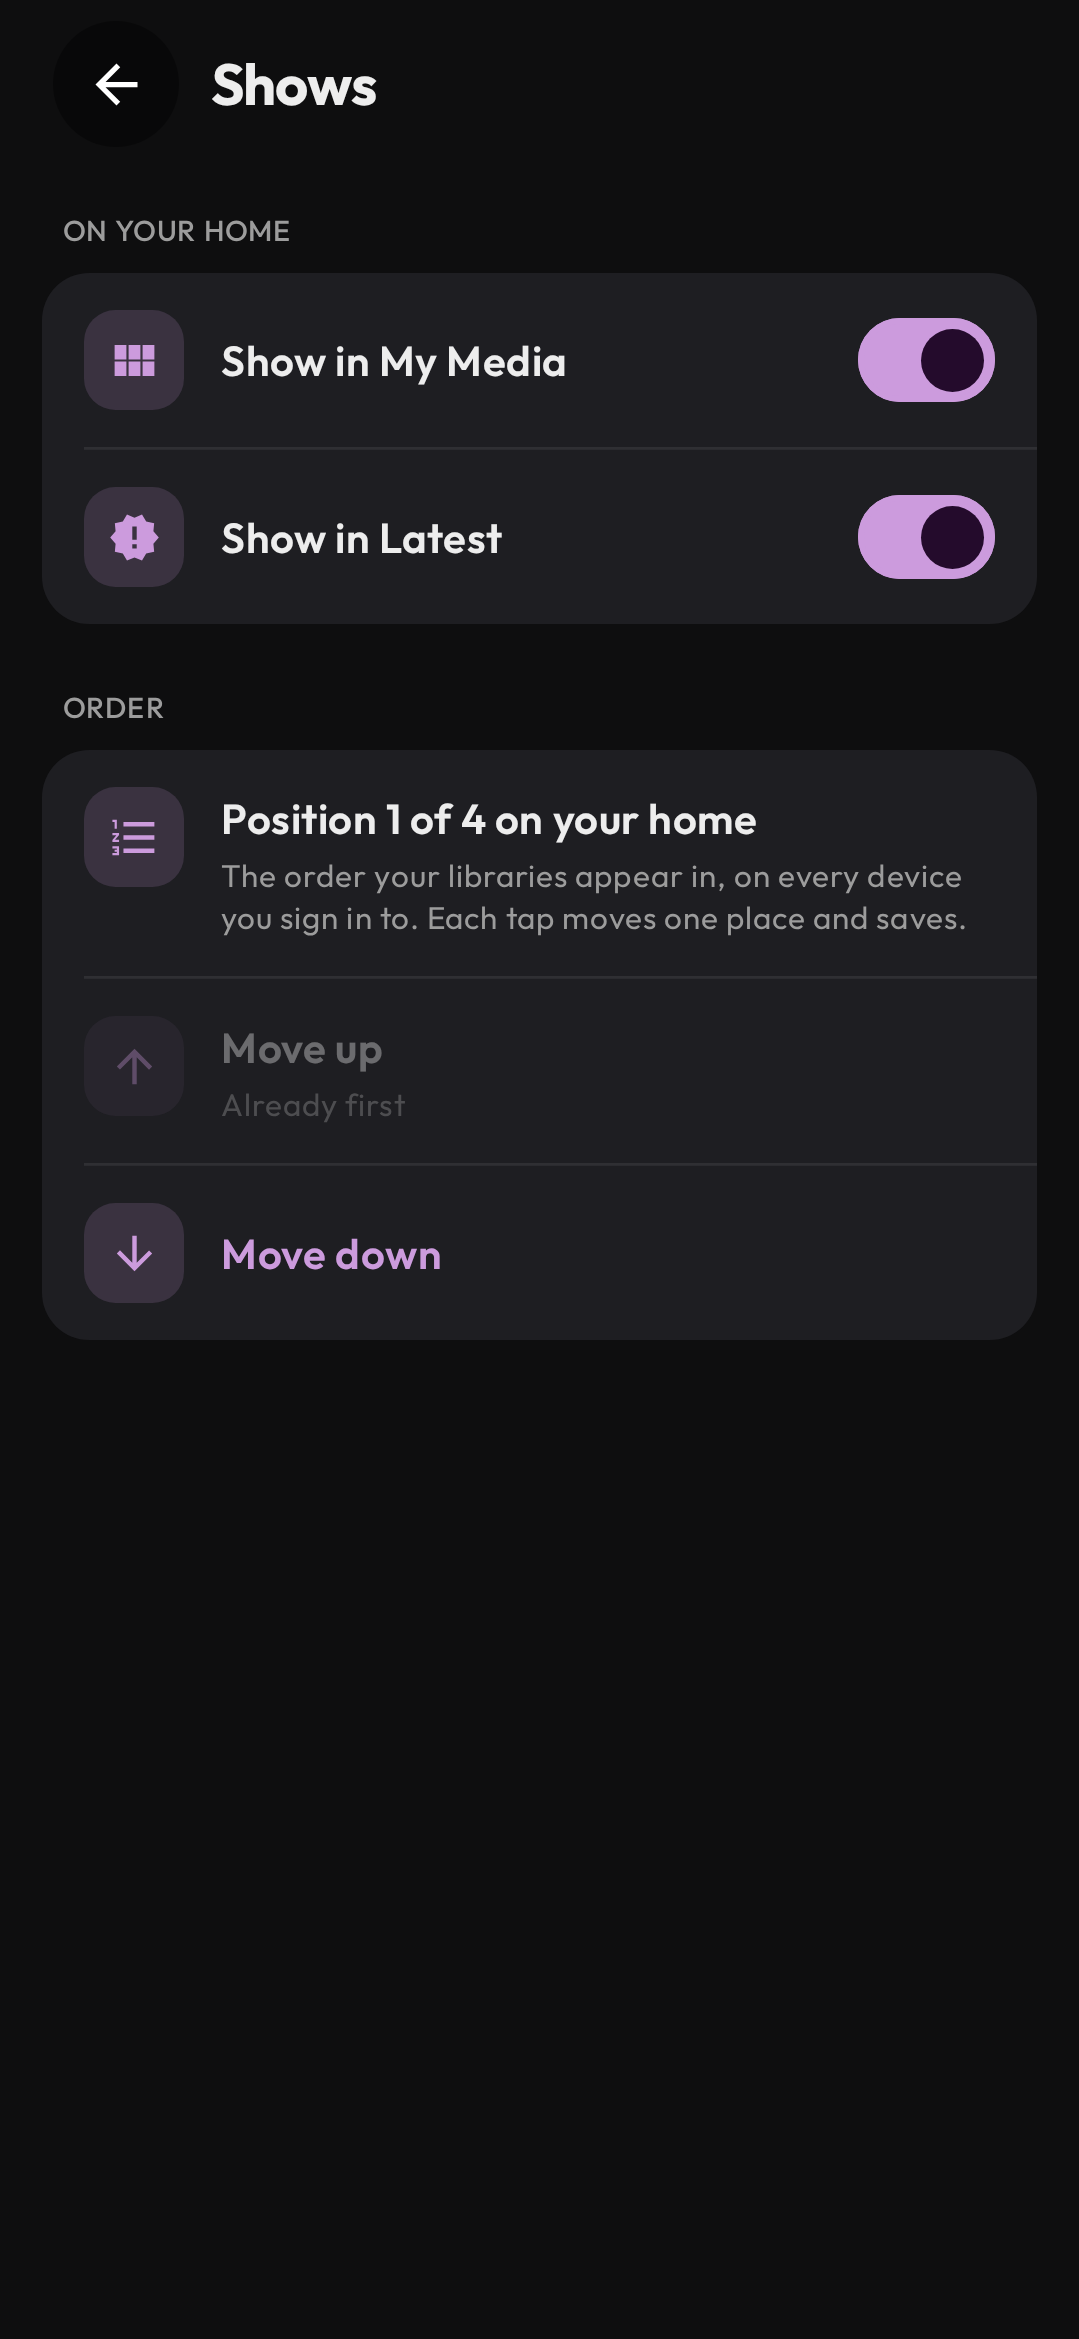 Shows
ON YOUR HOME
Show in My Media
Show in Latest
ORDER
Position 1 of 4 on your home
The order your libraries appear in, on every device
you sign in to. Each tap moves one place and saves.
Move up
Already first
Move down